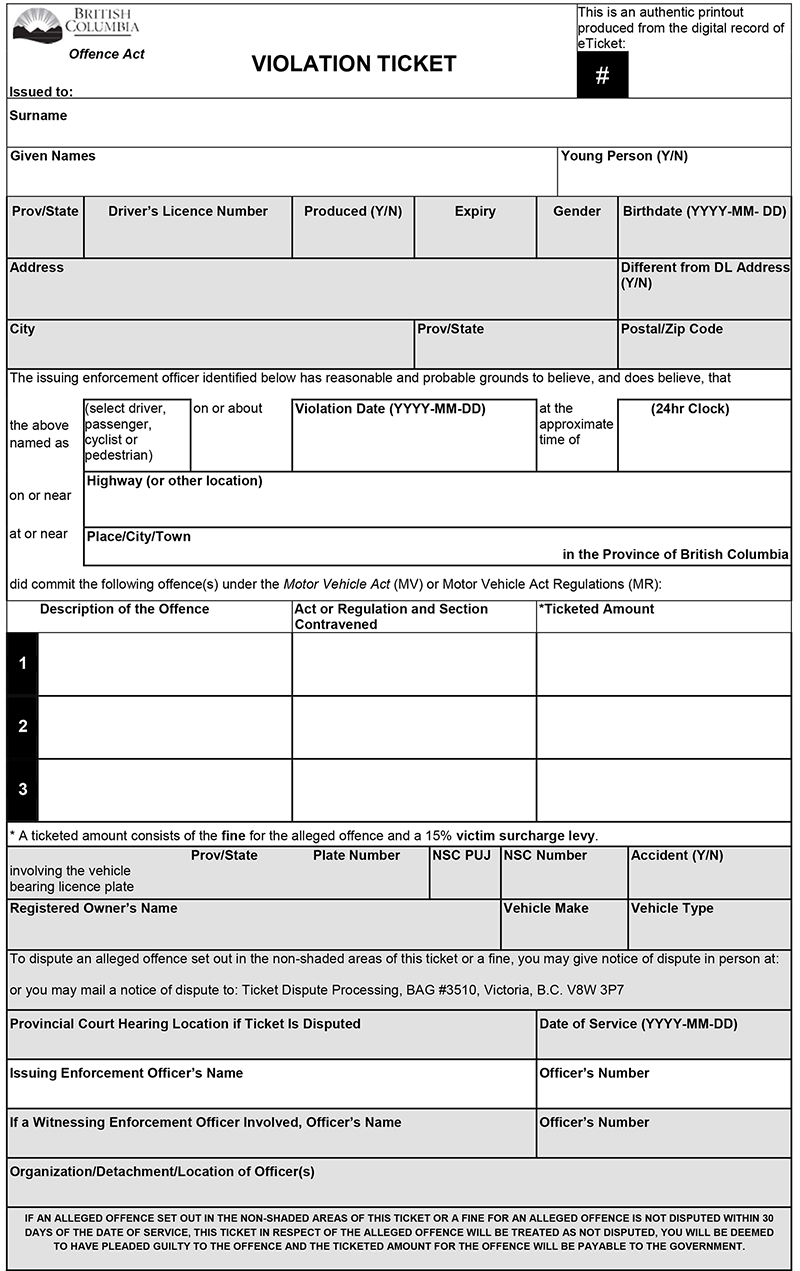 BRITISH
COLUMBIA
Offence Act
VIOLATION TICKET
This is an authentic printout
produced from the digital record of
eTicket:
#
Issued to:
Surname
Given Names
Young Person (Y/N)
Prov/State
Driver's Licence Number
Produced (Y/N)
Expiry
Gender
Birthdate (YYYY-MM- DD)
Address
Different from DL Address
(Y/N)
City
Prov/State
Postal/Zip Code
The issuing enforcement officer identified below has reasonable and probable grounds to believe, and does believe, that
the above
named as
(select driver,
passenger,
cyclist or
pedestrian)
on or about
Violation Date (YYYY-MM-DD)
at the
approximate
time of
(24hr Clock)
on or near
Highway (or other location)
at or near
Place/City/Town
in the Province of British Columbia
did commit the following offence(s) under the Motor Vehicle Act (MV) or Motor Vehicle Act Regulations (MR):
Description of the Offence
Act or Regulation and Section
Contravened
*Ticketed Amount
1
2
3
* A ticketed amount consists of the fine for the alleged offence and a 15% victim surcharge levy.
involving the vehicle
bearing licence plate
Prov/State
Plate Number
NSC PUJ
NSC Number
Accident (Y/N)
Registered Owner's Name
Vehicle Make
Vehicle Type
To dispute an alleged offence set out in the non-shaded areas of this ticket or a fine, you may give notice of dispute in person at:
or you may mail a notice of dispute to: Ticket Dispute Processing, BAG #3510, Victoria, B.C. V8W 3P7
Provincial Court Hearing Location if Ticket Is Disputed
Date of Service (YYYY-MM-DD)
Issuing Enforcement Officer's Name
Officer's Number
If a Witnessing Enforcement Officer Involved, Officer's Name
Officer's Number
Organization/Detachment/Location of Officer(s)
IF AN ALLEGED OFFENCE SET OUT IN THE NON-SHADED AREAS OF THIS TICKET OR A FINE FOR AN ALLEGED OFFENCE IS NOT DISPUTED WITHIN 30
DAYS OF THE DATE OF SERVICE, THIS TICKET IN RESPECT OF THE ALLEGED OFFENCE WILL BE TREATED AS NOT DISPUTED, YOU WILL BE DEEMED
TO HAVE PLEADED GUILTY TO THE OFFENCE AND THE TICKETED AMOUNT FOR THE OFFENCE WILL BE PAYABLE TO THE GOVERNMENT.